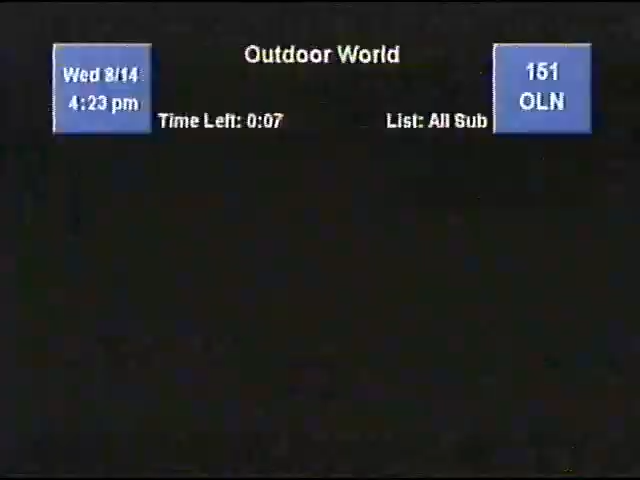 Outdoor World
Wed 8/14
4:23 pm
Time Left: 0:07
List: All Sub
151
OLN